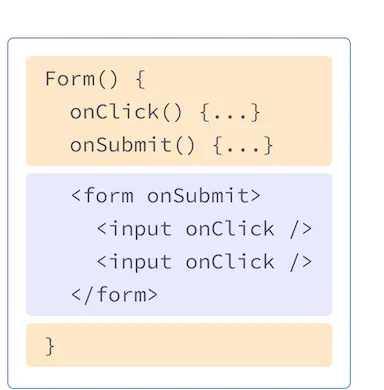 Form() {
onClick() {...}
onSubmit() {...}
<form onSubmit>
<input onClick />
<input onClick />
</form>
}